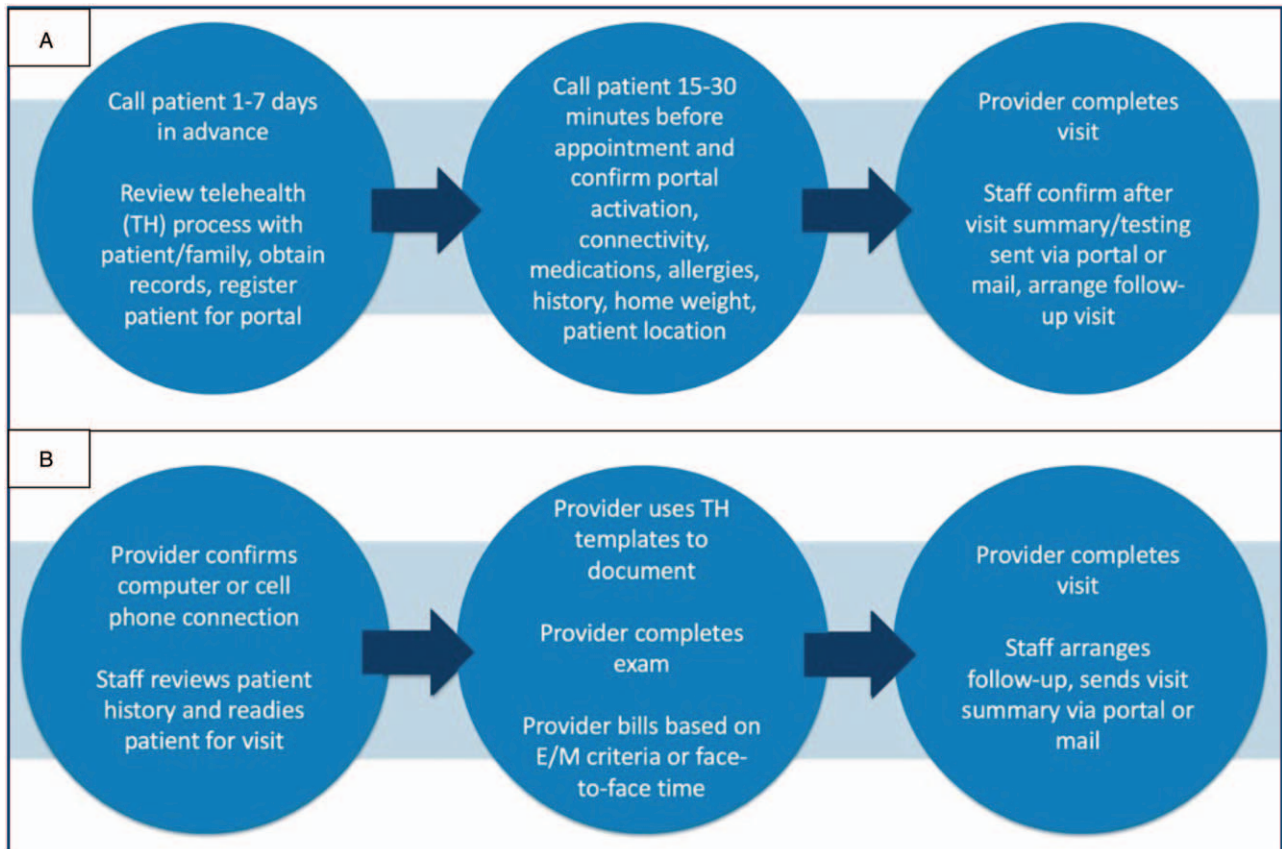 A
Call patient 1-7 days
in advance
Review telehealth
(TH) process with
patient/family, obtain
records, register
patient for portal
Call patient 15-30
minutes before
appointment and
confirm portal
activation,
connectivity,
medications, allergies,
history, home weight,
patient location
Provider completes
visit
Staff confirm after
visit summary/testing
sent via portal or
mail, arrange follow-
up visit
B
Provider confirms
computer or cell
phone connection
Staff reviews patient
history and readies
patient for visit
Provider uses TH
templates to
document
Provider completes
exam
Provider bills based on
E/M criteria or face-
to-face time
Provider completes
visit
Staff arranges
follow-up, sends visit
summary via portal or
mail